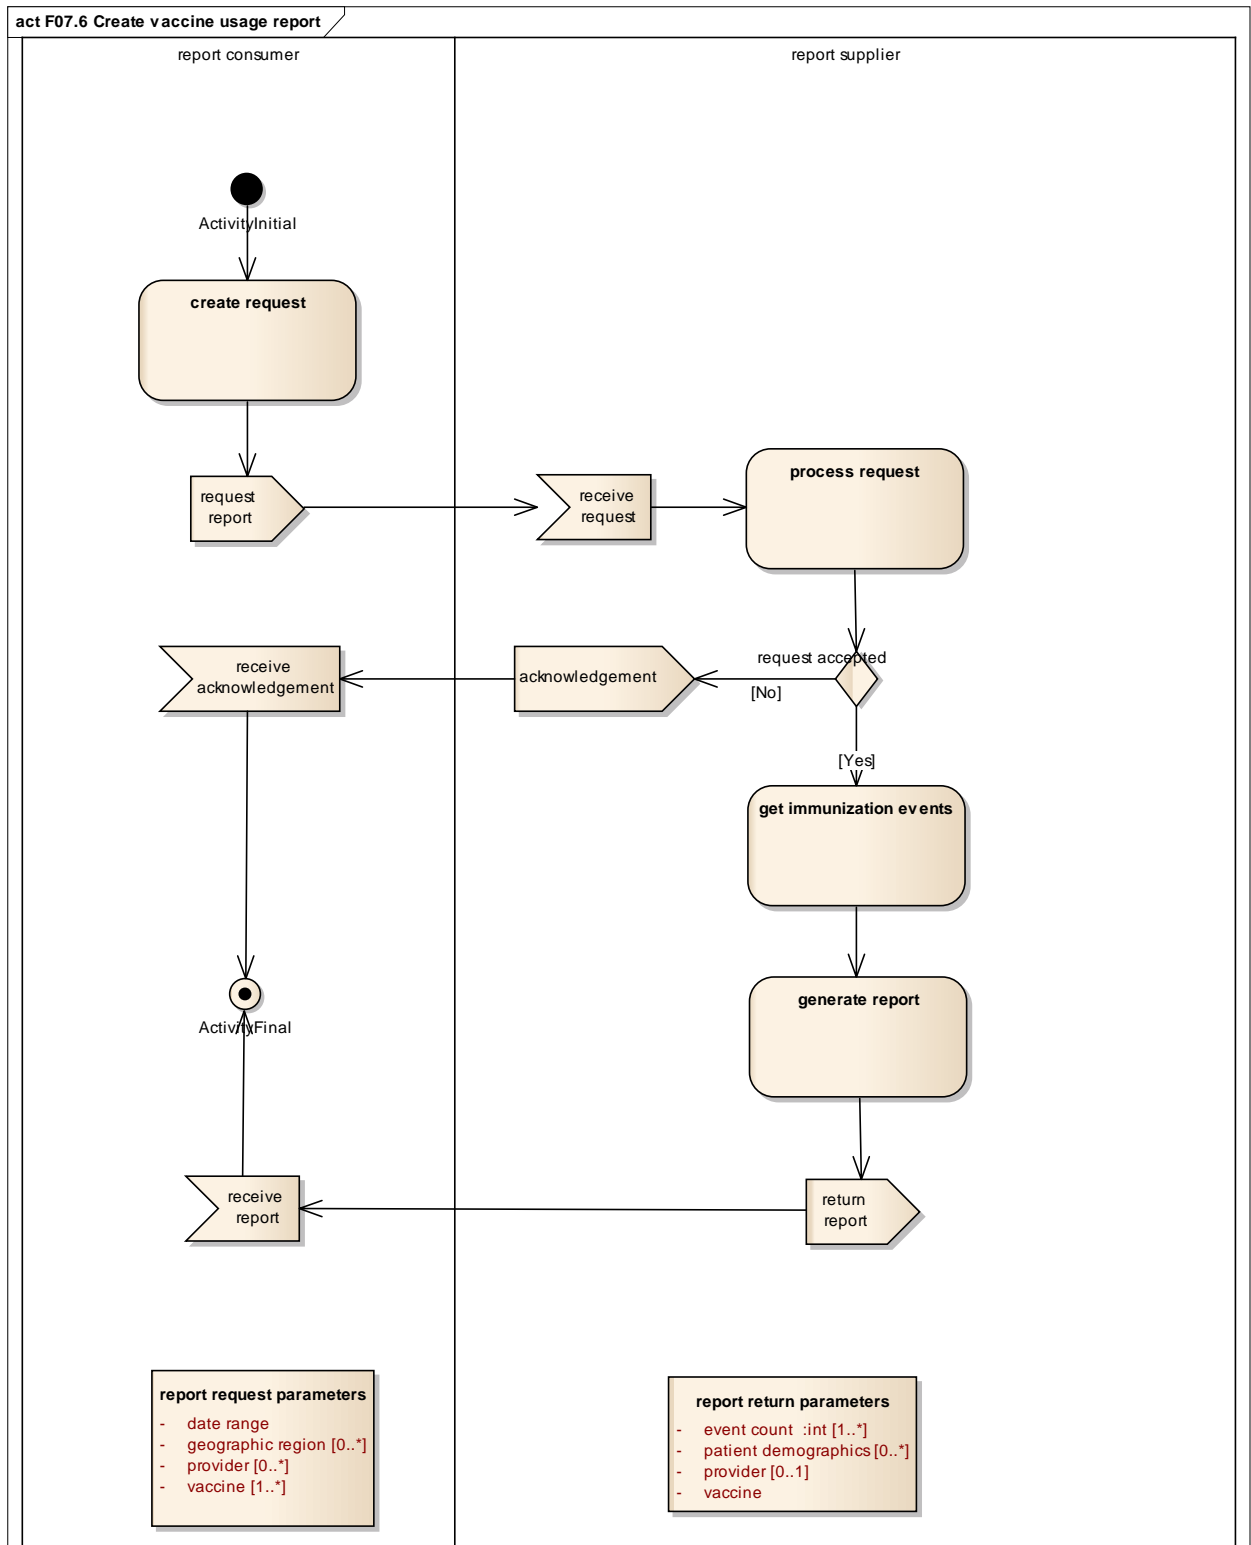 act F07.6 Create vaccine usage report
report consumer
report supplier
ActivityInitial
create request
request
report
receive
request
process request
receive
acknowledgement
acknowledgement
request accepted
[No]
[Yes]
get immunization events
generate report
ActivityFinal
receive
report
return
report
report request parameters
- date range
- geographic region [0..*]
- provider [0..*]
- vaccine [1..*]
report return parameters
- event count :int [1..*]
- patient demographics [0..*]
- provider [0..1]
- vaccine